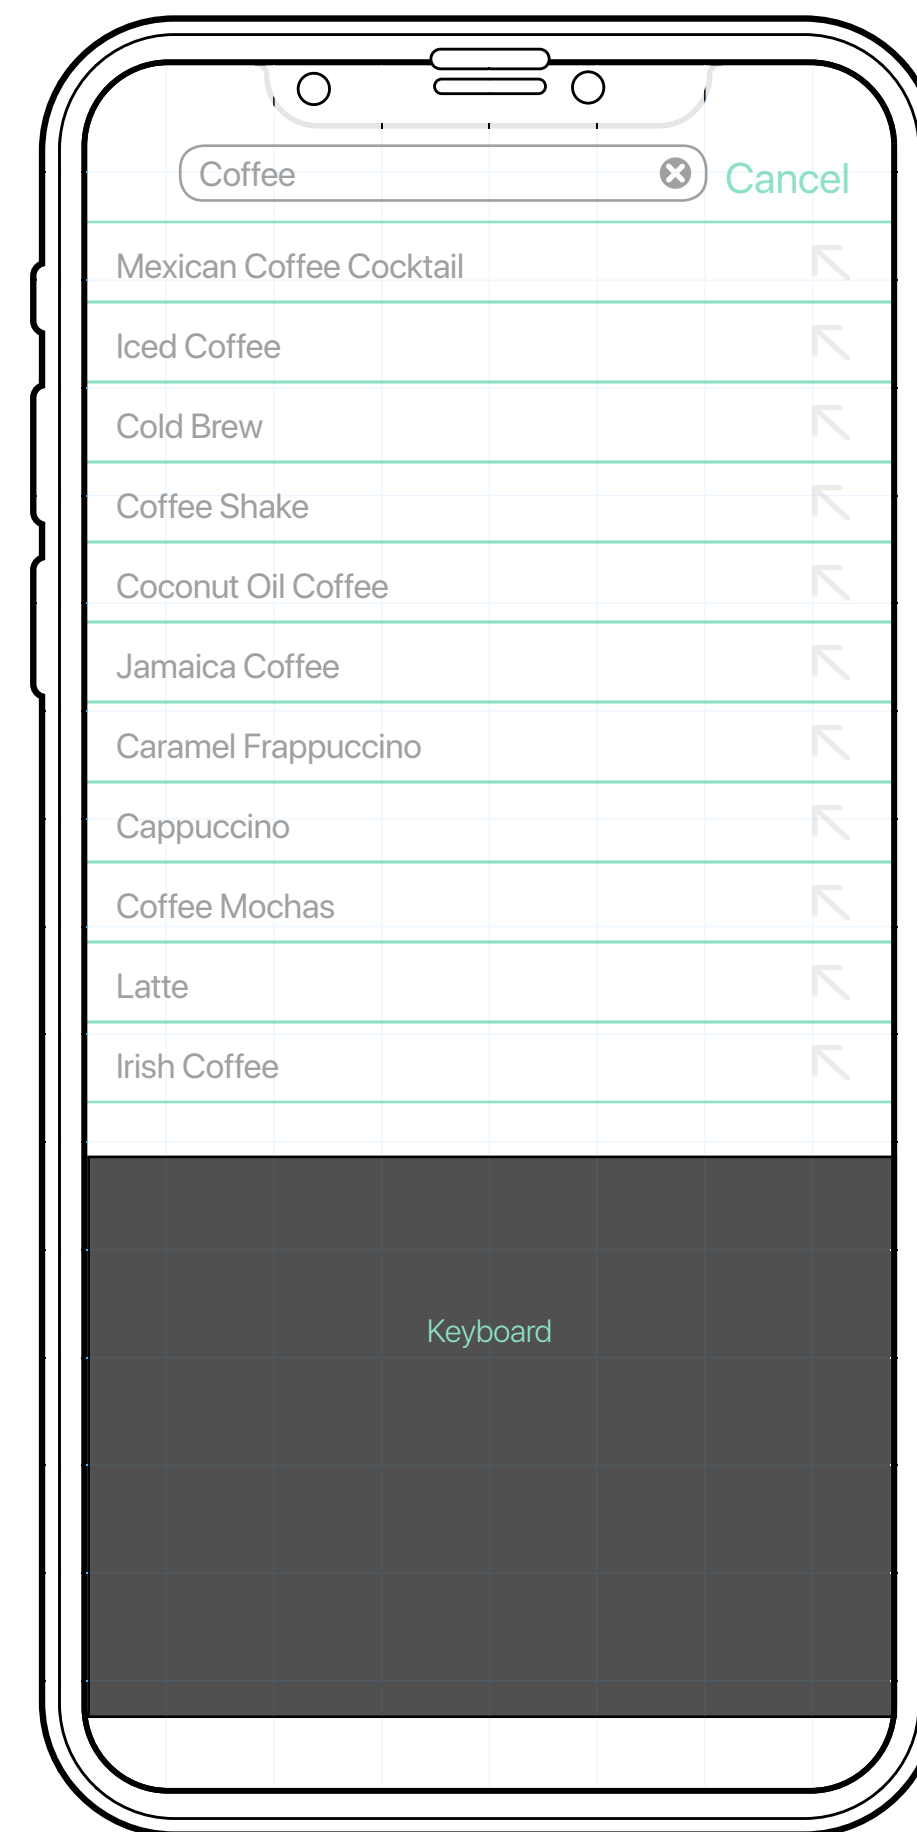 Coffee
Cancel
Mexican Coffee Cocktail
Iced Coffee
Cold Brew
Coffee Shake
Coconut Oil Coffee
Jamaica Coffee
Caramel Frappuccino
Cappuccino
Coffee Mochas
Latte
Irish Coffee
Keyboard